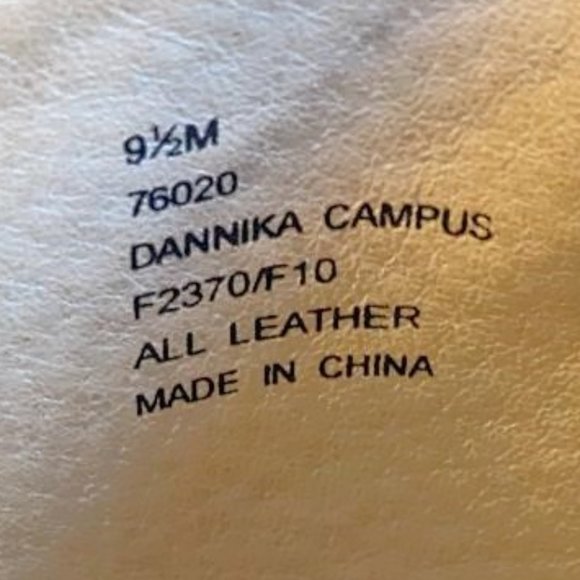 9½M
76020
DANNIKA CAMPUS
F2370/F10
ALL LEATHER
MADE IN CHINA